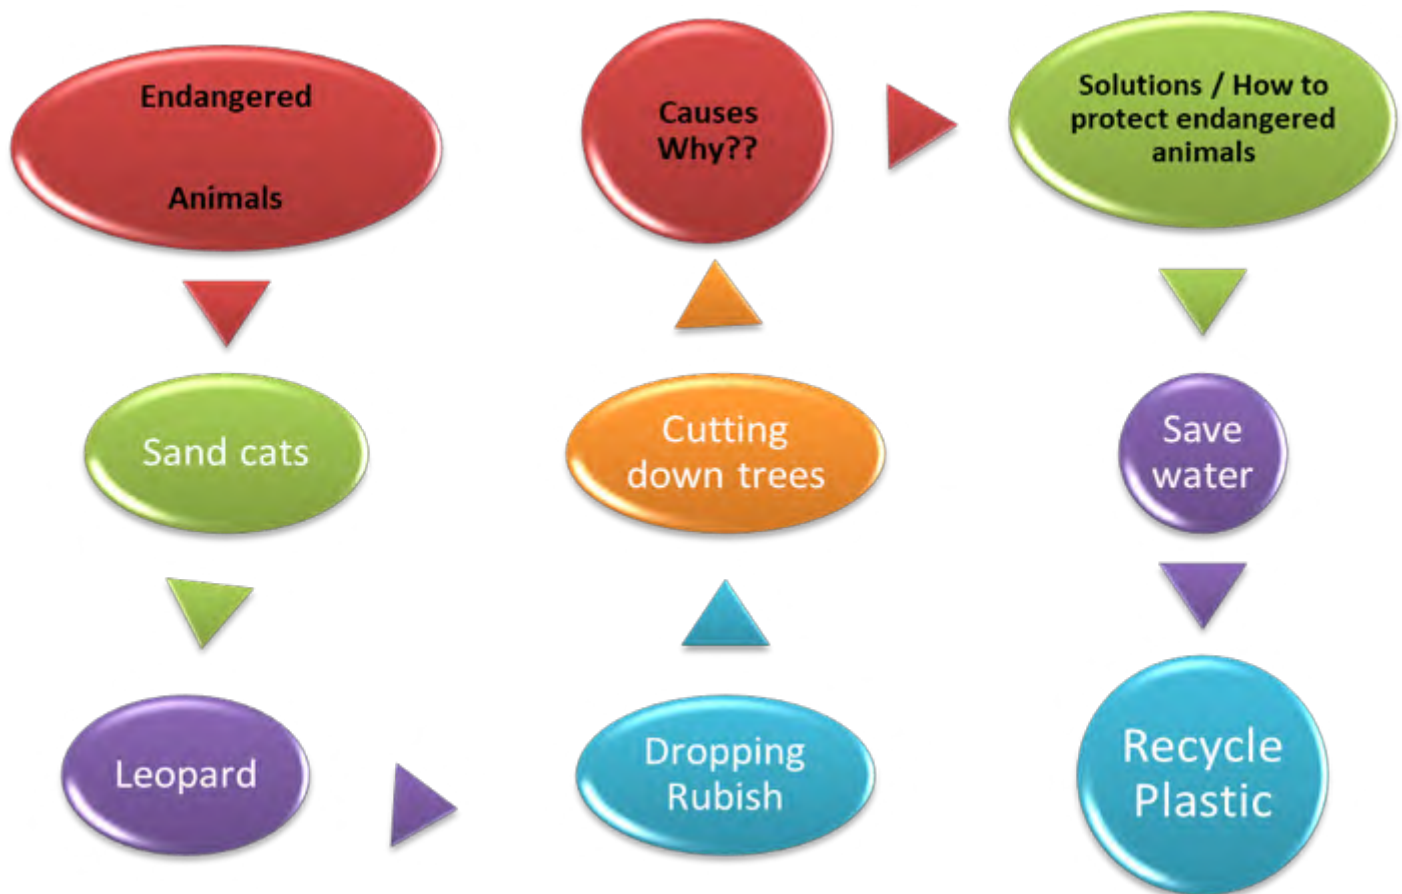 Endangered
Animals
Sand cats
Leopard
Dropping
Rubish
Cutting
down trees
Causes
Why??
Solutions / How to
protect endangered
animals
Save
water
Recycle
Plastic